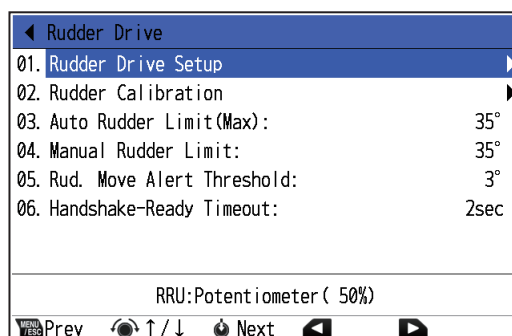 ◀ Rudder Drive
01. Rudder Drive Setup ▶
02. Rudder Calibration ▶
03. Auto Rudder Limit(Max): 35°
04. Manual Rudder Limit: 35°
05. Rud. Move Alert Threshold: 3°
06. Handshake-Ready Timeout: 2sec
RRU:Potentiometer( 50%)
MENU/ESC Prev ↑/↓ Next ◀ ▶